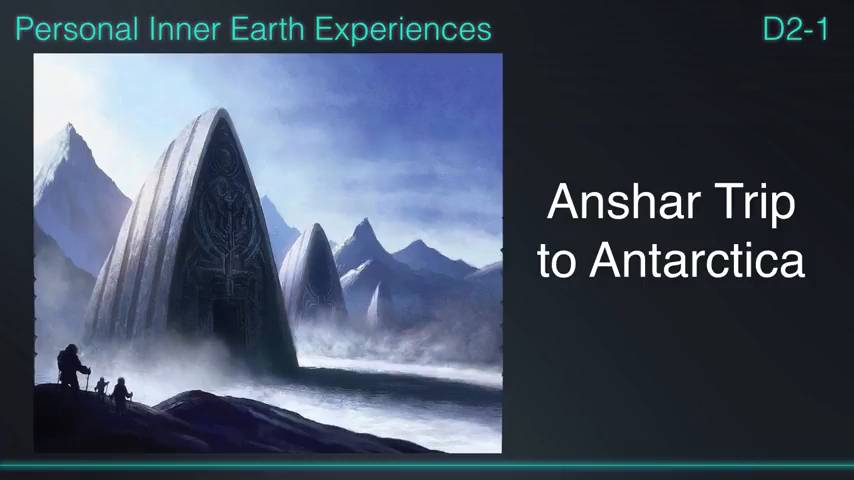 Personal Inner Earth Experiences
D2-1
Anshar Trip
to Antarctica